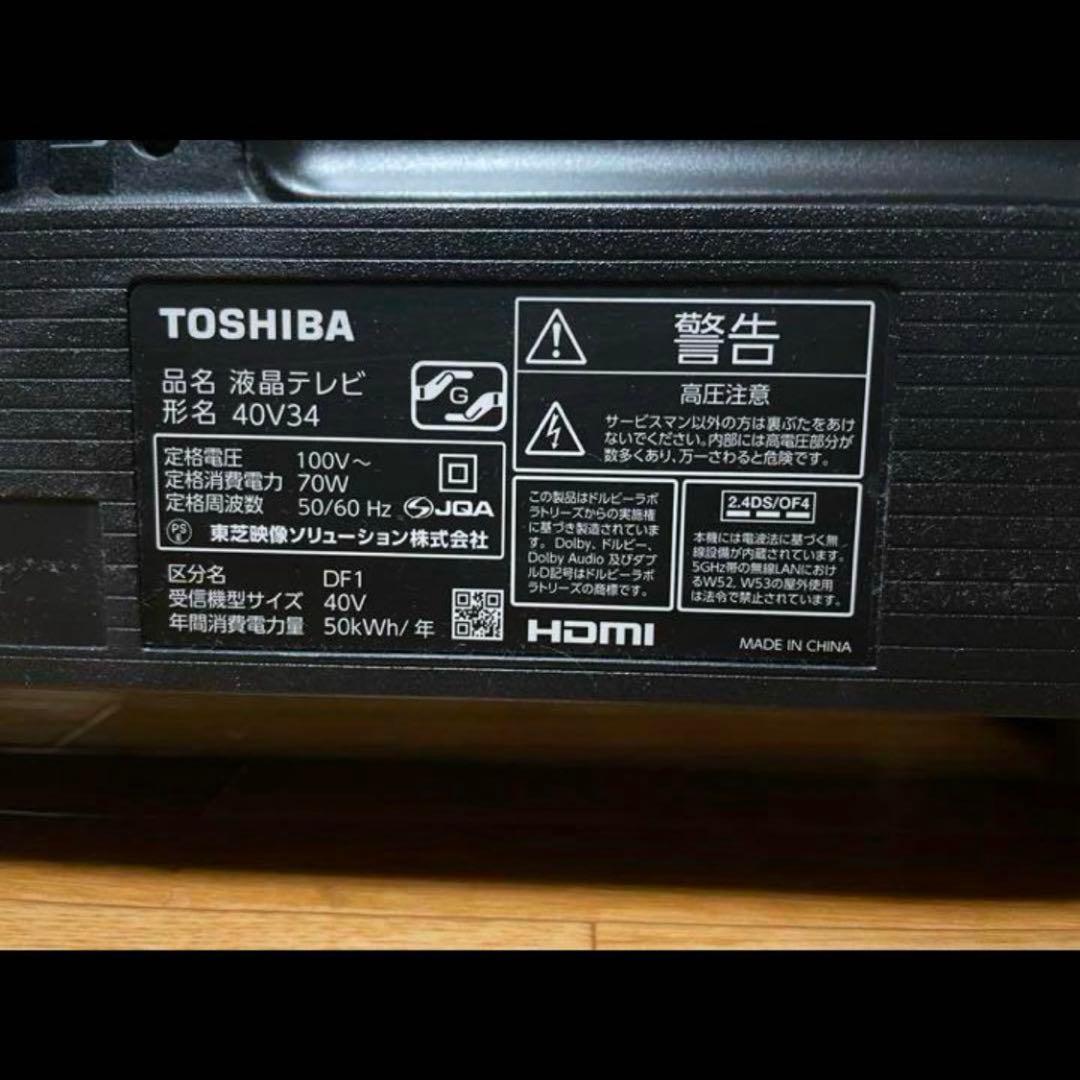 TOSHIBA
品名 液晶テレビ
形名 40V34
G
定格電圧 100V～
定格消費電力 70W
定格周波数 50/60 Hz JQA
PS E 東芝映像ソリューション株式会社
区分名 DF1
受信機型サイズ 40V
年間消費電力量 50kWh/年
警告
高圧注意
サービスマン以外の方は裏ぶたをあけ
ないでください。内部には高電圧部分が
数多くあり、万一さわると危険です。
この製品はドルビーラボ
ラトリーズからの実施権
に基づき製造されていま
す。Dolby、ドルビー、
Dolby Audio 及びダブ
ルD記号はドルビーラボ
ラトリーズの商標です。
2.4DS/OF4
本機には電波法に基づく無
線設備が内蔵されています。
5GHz帯の無線LANにおけ
るW52、W53の屋外使用
は法令で禁止されています。
HDMI
MADE IN CHINA